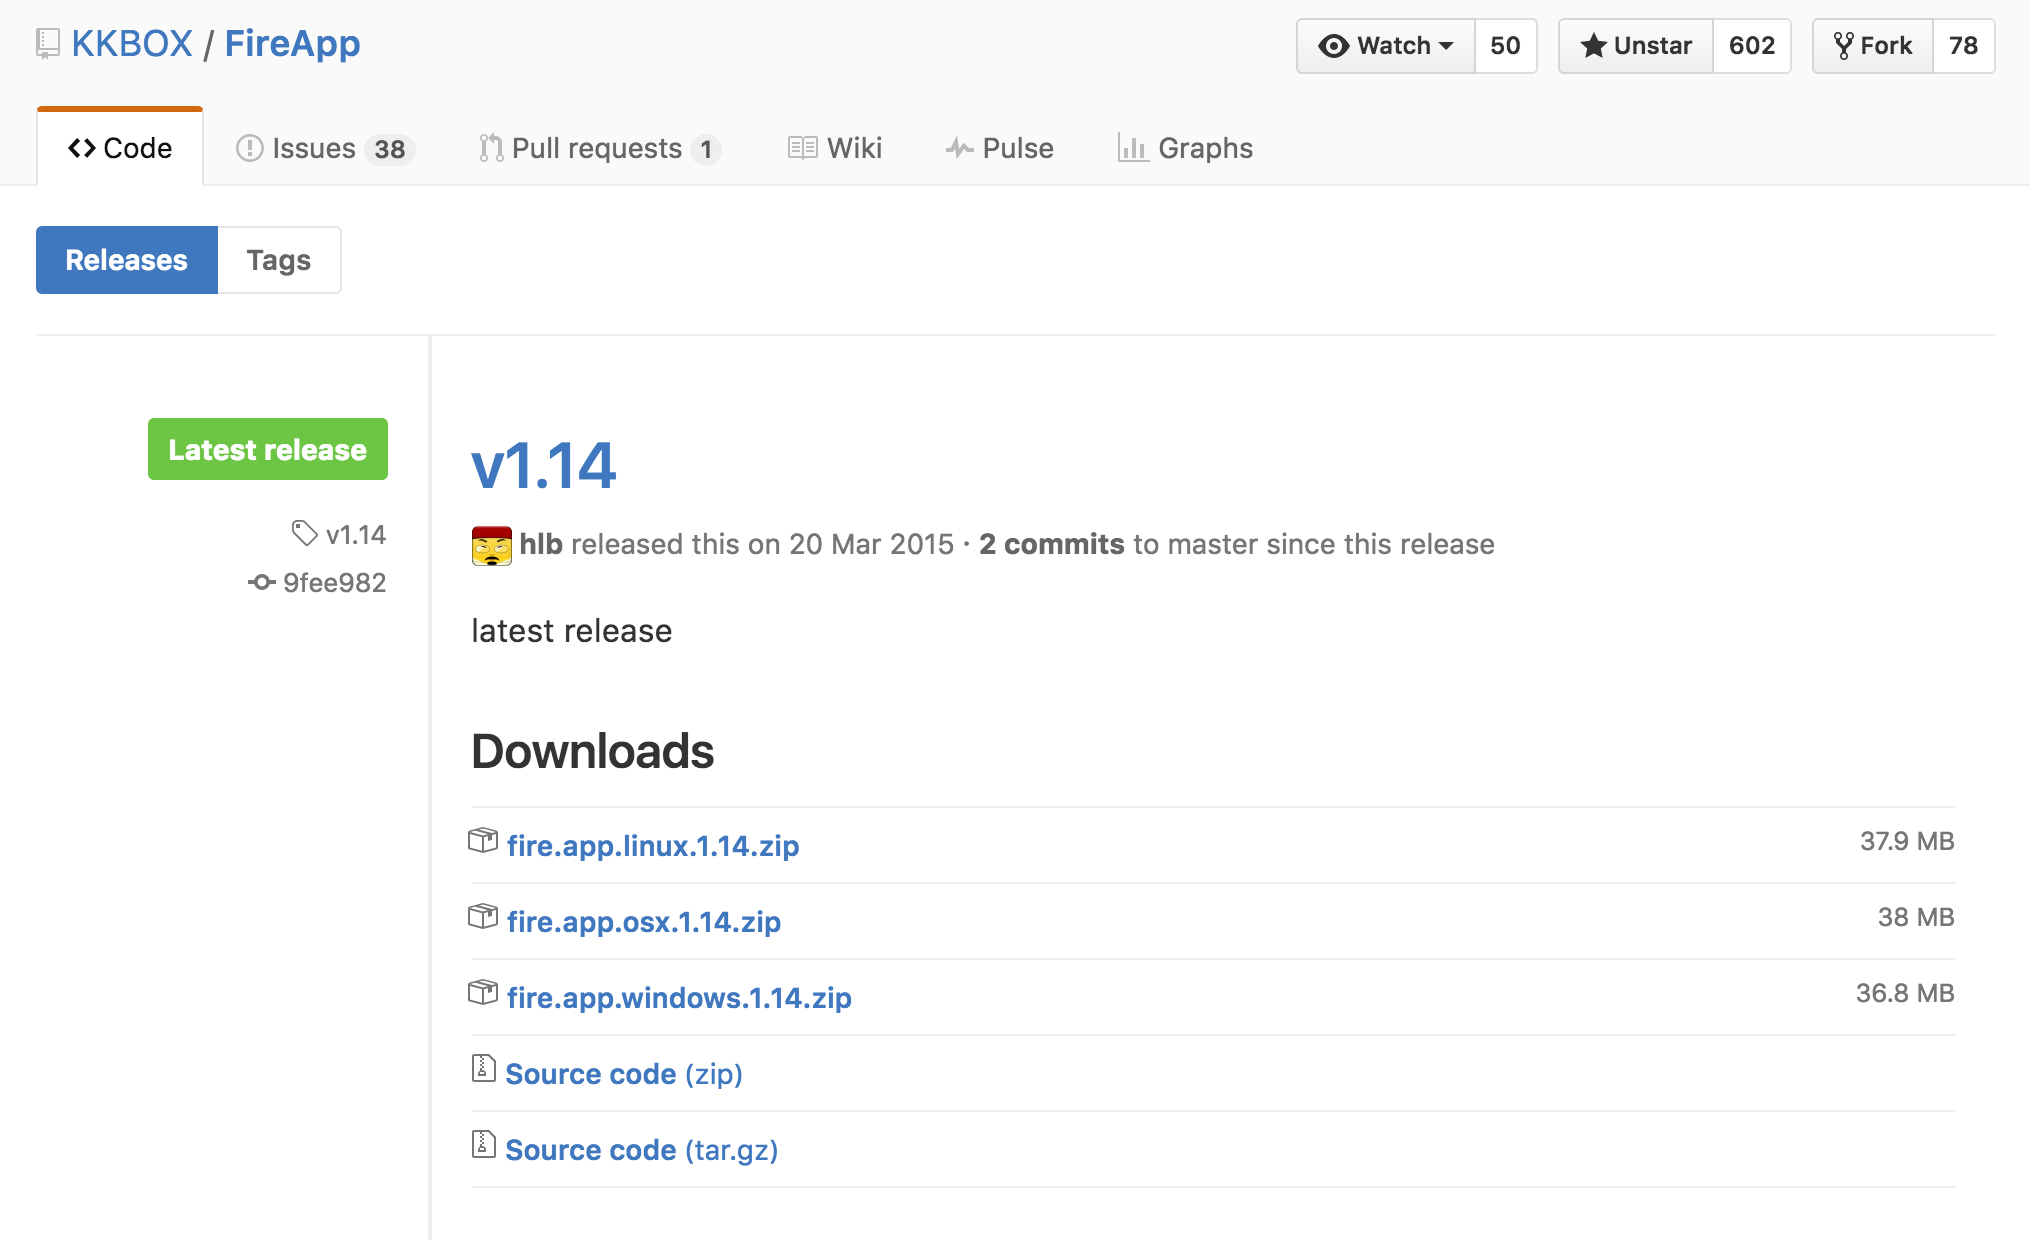 KKBOX / FireApp
Watch 50 Unstar 602 Fork 78
Code Issues 38 Pull requests 1 Wiki Pulse Graphs
Releases Tags
Latest release
v1.14
9fee982
v1.14
hlb released this on 20 Mar 2015 · 2 commits to master since this release
latest release
Downloads
fire.app.linux.1.14.zip 37.9 MB
fire.app.osx.1.14.zip 38 MB
fire.app.windows.1.14.zip 36.8 MB
Source code (zip)
Source code (tar.gz)